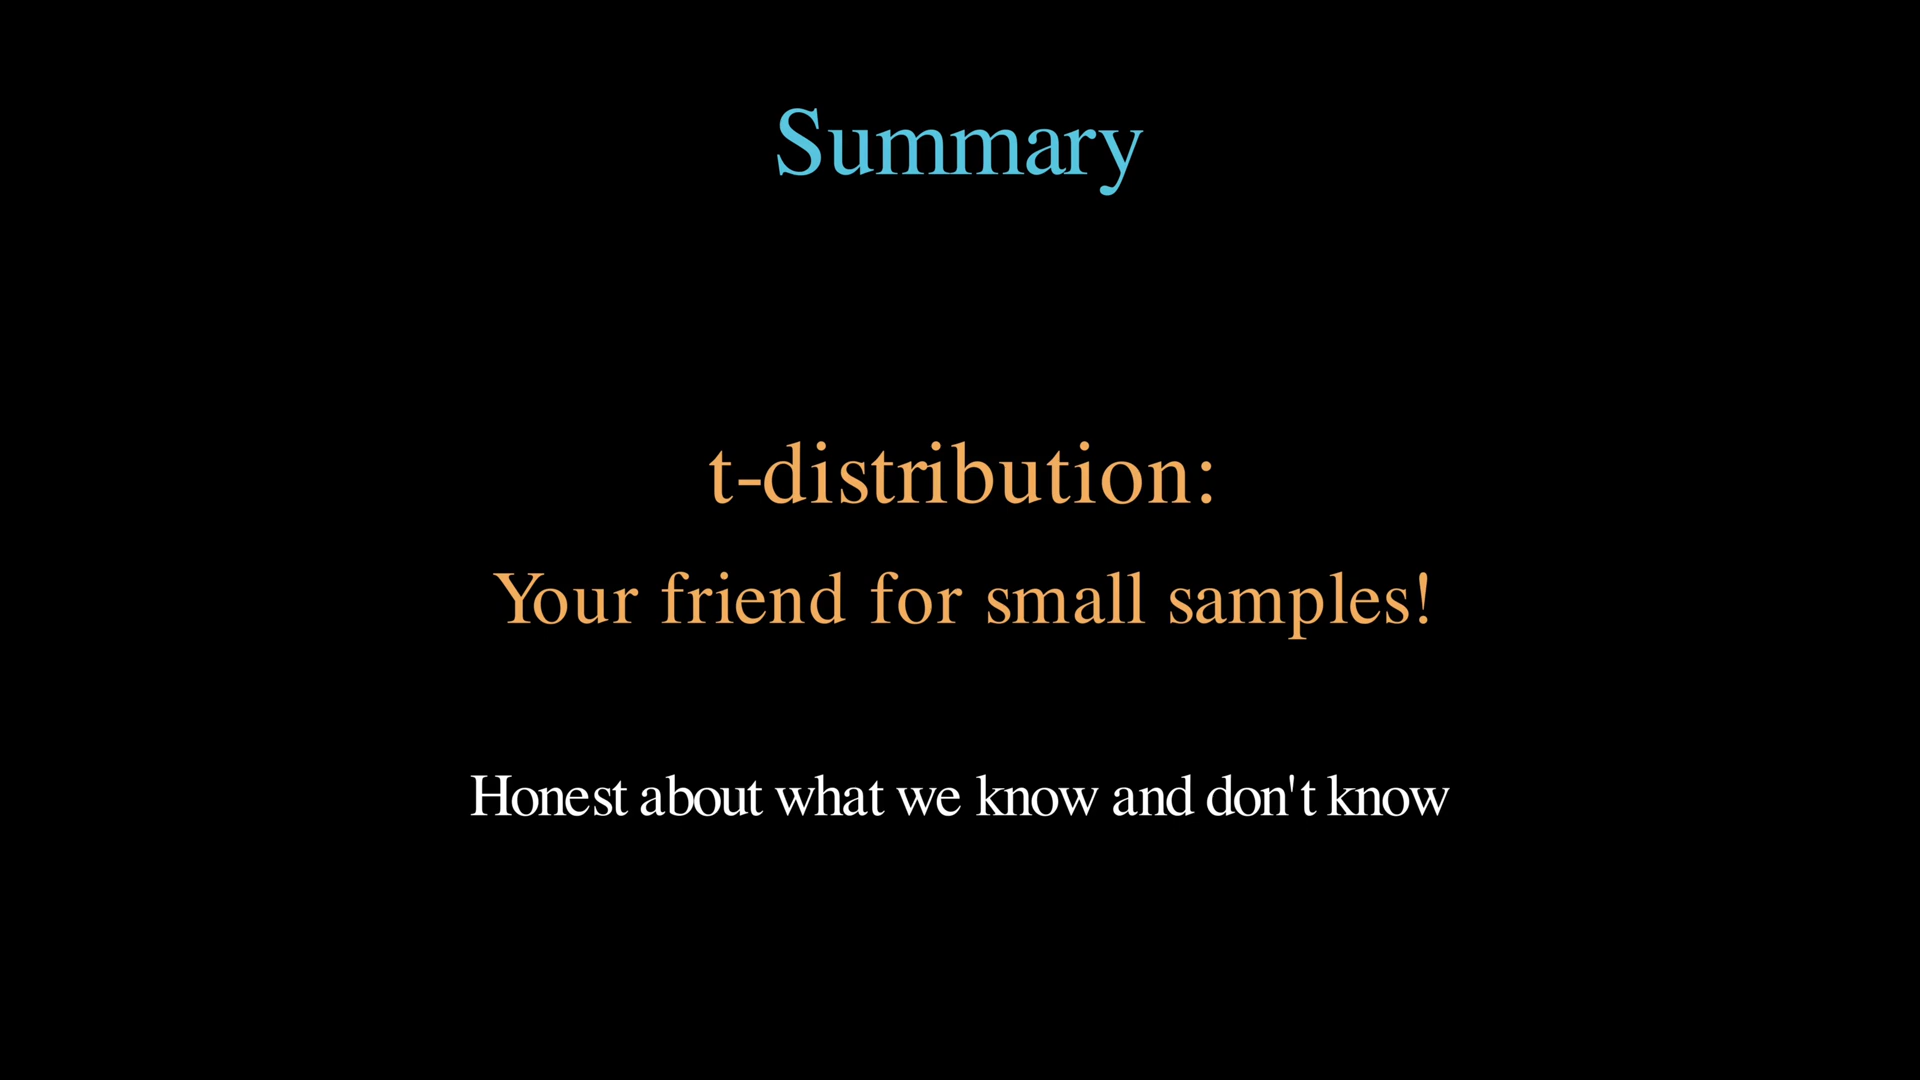 Summary
t-distribution:
Your friend for small samples!
Honest about what we know and don't know